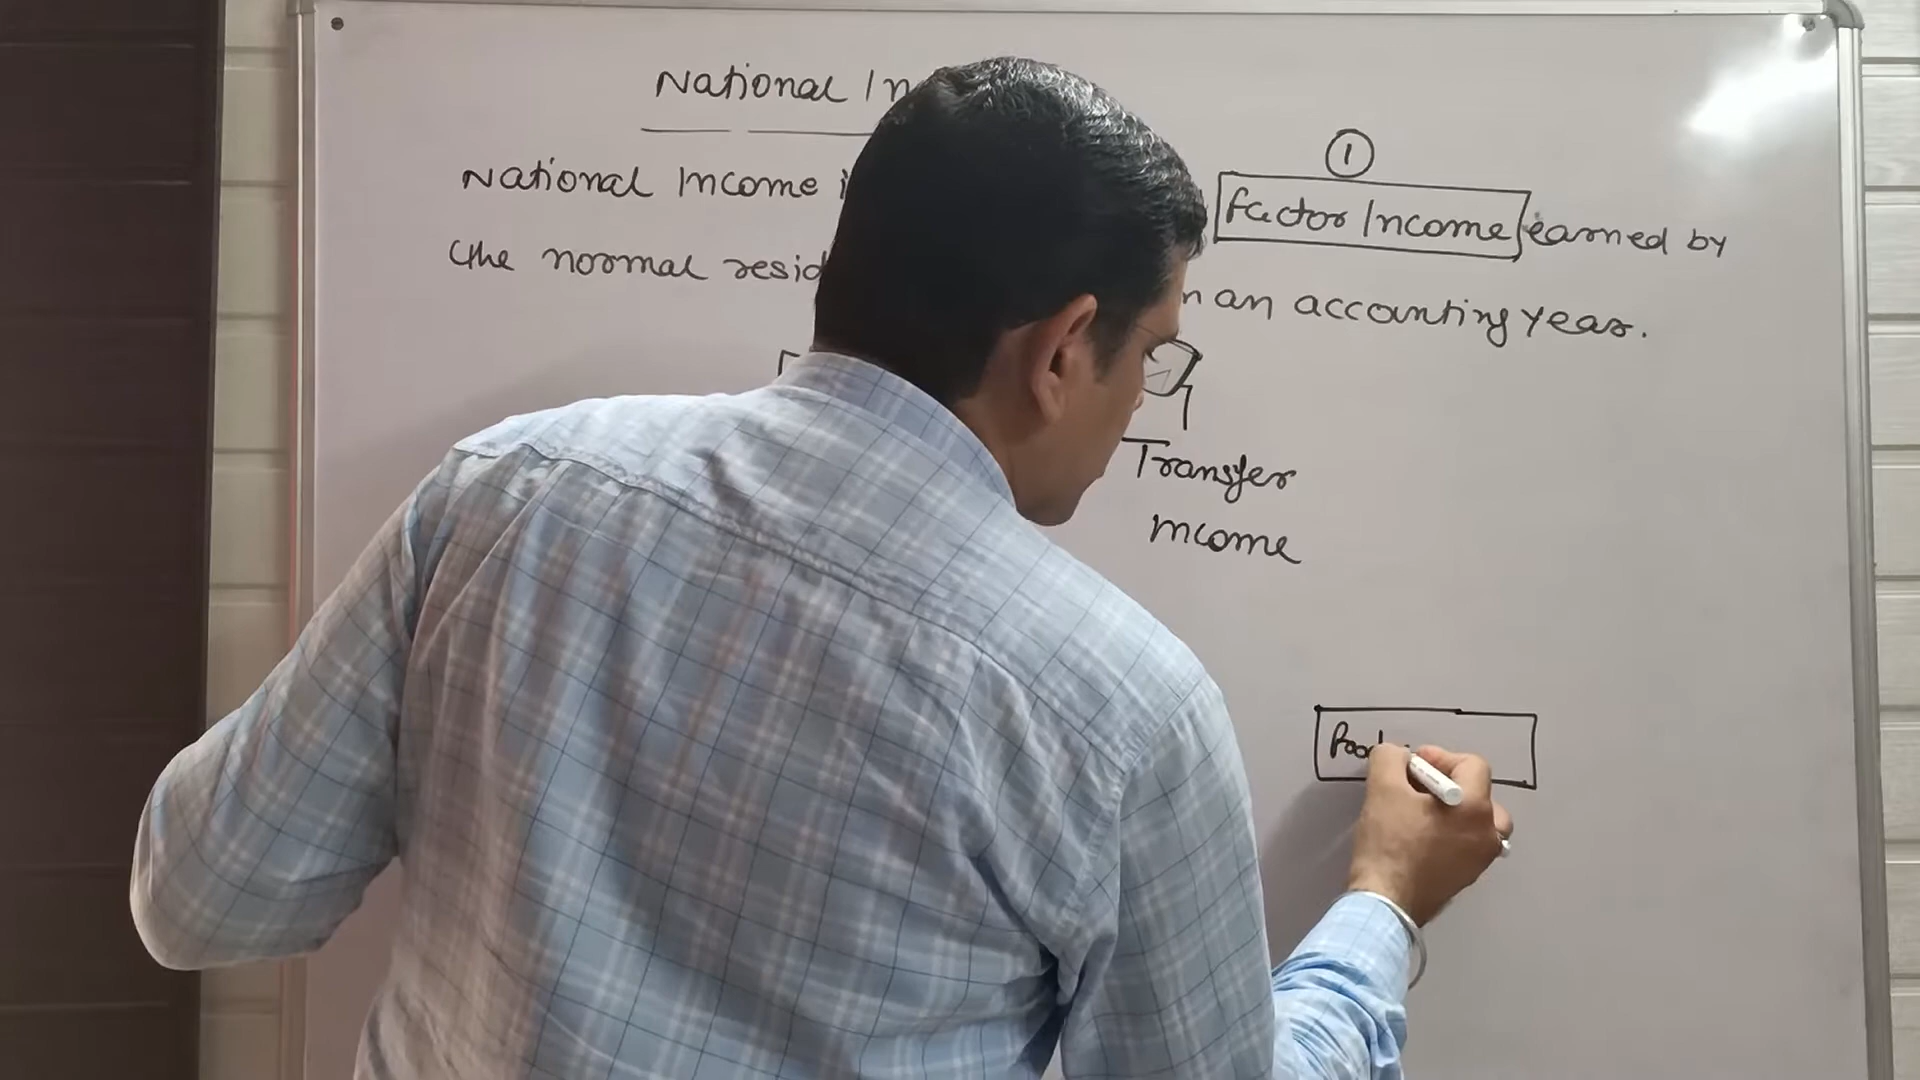 National In
①
National Income i Factor Income earned by
the normal resid n an accounting year.
Transfer
Income